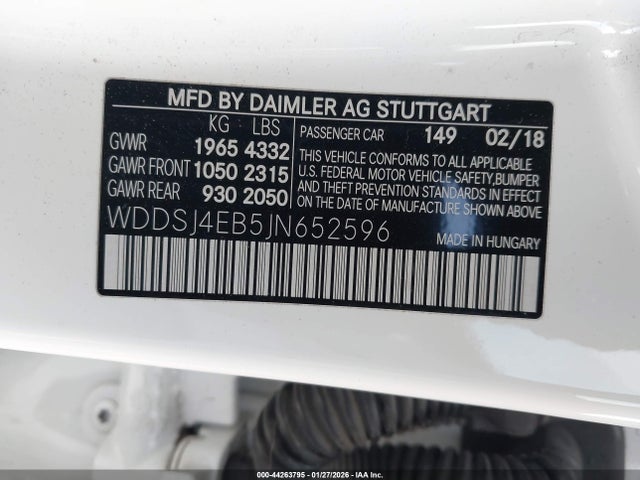 MFD BY DAIMLER AG STUTTGART
KG LBS
GVWR 1965 4332
GAWR FRONT 1050 2315
GAWR REAR 930 2050
PASSENGER CAR 149 02/18
THIS VEHICLE CONFORMS TO ALL APPLICABLE
U.S. FEDERAL MOTOR VEHICLE SAFETY,BUMPER
AND THEFT PREVENTION STANDARDS IN EFFECT
ON THE DATE OF MANUFACTURE SHOWN ABOVE.
WDDSJ4EB5JN652596
MADE IN HUNGARY
000-44263795 - 01/27/2026 - IAA Inc.